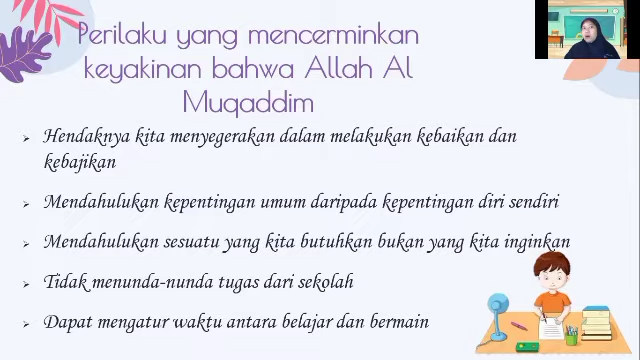 Perilaku yang mencerminkan
keyakinan bahwa Allah Al
Muqaddim
➢ Hendaknya kita menyegerakan dalam melakukan kebaikan dan
kebajikan
➢ Mendahulukan kepentingan umum daripada kepentingan diri sendiri
➢ Mendahulukan sesuatu yang kita butuhkan bukan yang kita inginkan
➢ Tidak menunda-nunda tugas dari sekolah
➢ Dapat mengatur waktu antara belajar dan bermain